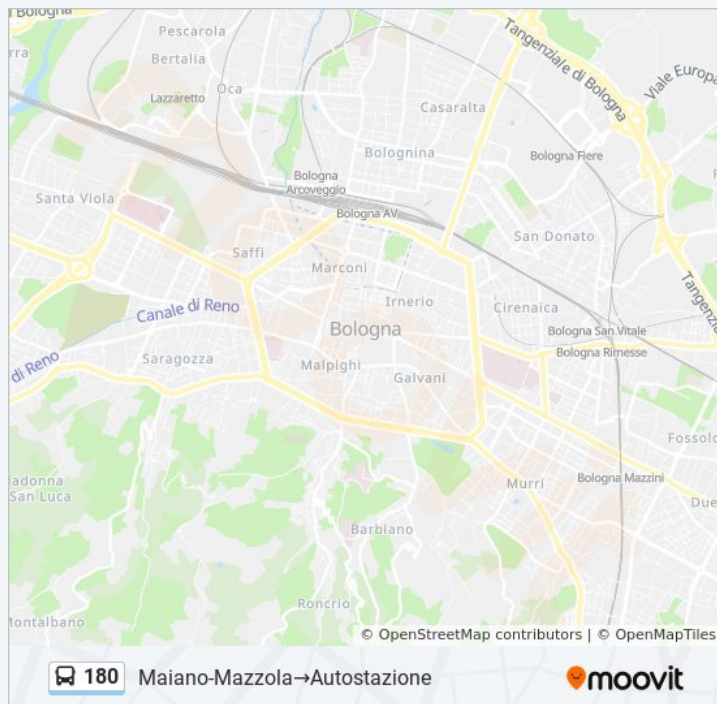 di Bologna
Pescarola
Bertalia
Lazzaretto
Oca
Tangenziale di Bologna
Viale Europa
Casaralta
Bolognina
Bologna Fiere
Bologna
Arcoveggio
Santa Viola
Bologna AV
San Donato
Saffi
Marconi
Tangenziale
Irnerio
Cirenaica
Canale di Reno
Bologna
Bologna San Vitale
Bologna Rimesse
di Reno
Saragozza
Malpighi
Galvani
Fossolo
Murri
Bologna Mazzini
San Luca
Due
Barbiano
Roncrio
© OpenStreetMap contributors | © OpenMapTiles
180 Maiano-Mazzola→Autostazione
moovit